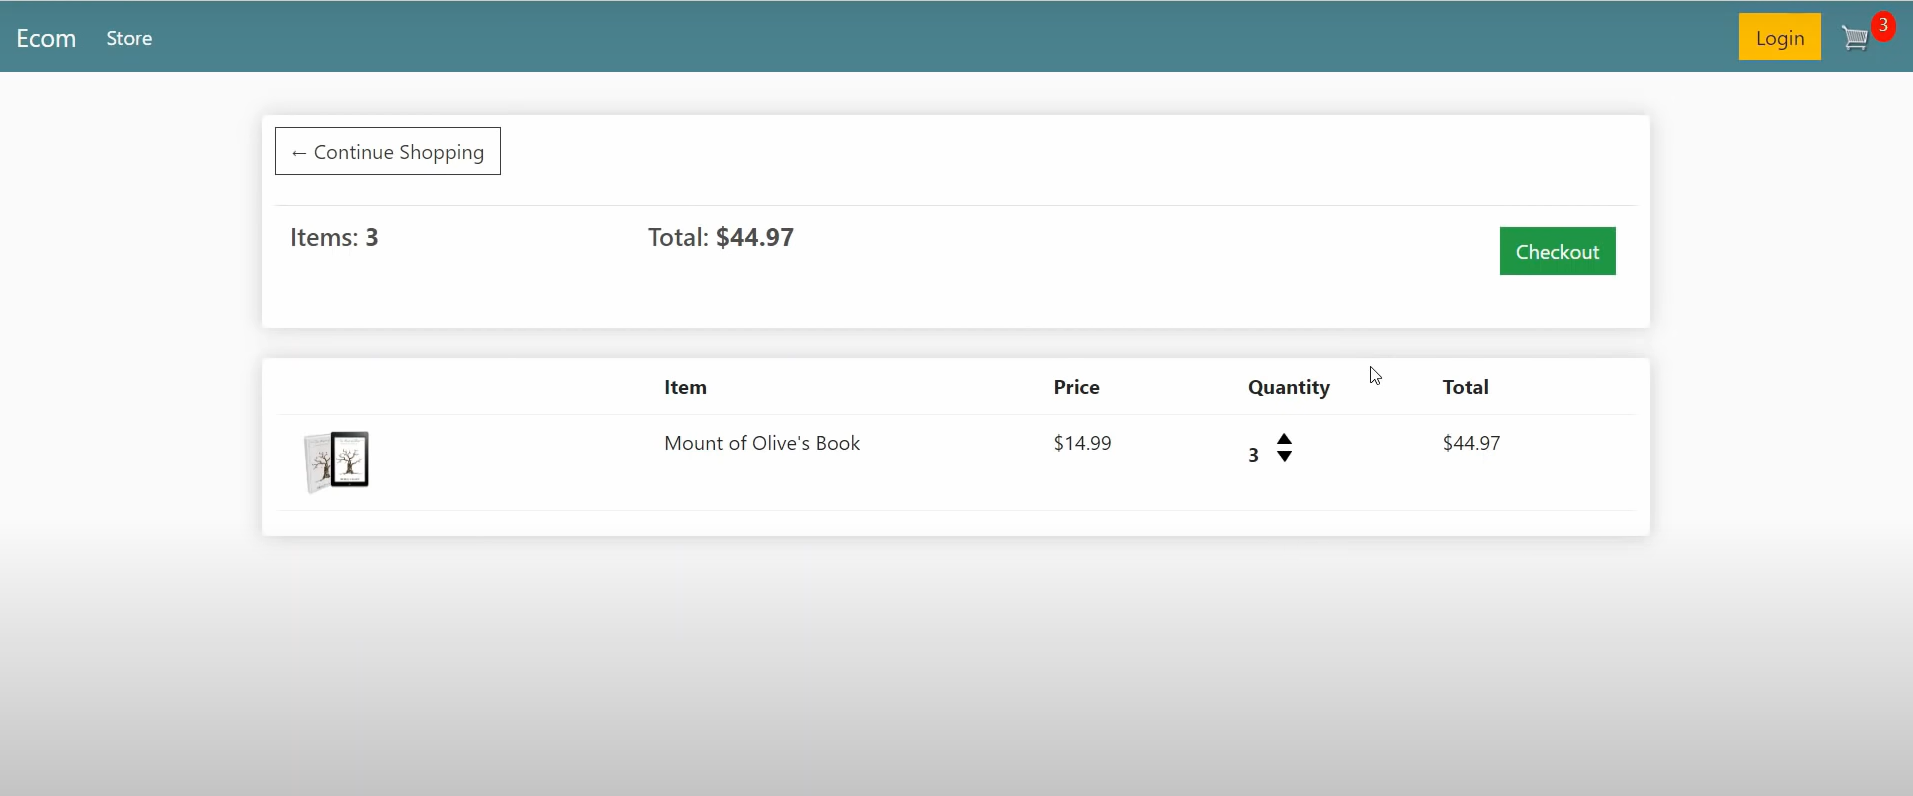 Ecom Store Login 3
← Continue Shopping
Items: 3 Total: $44.97 Checkout
Item Price Quantity Total
Mount of Olive's Book $14.99 3 $44.97